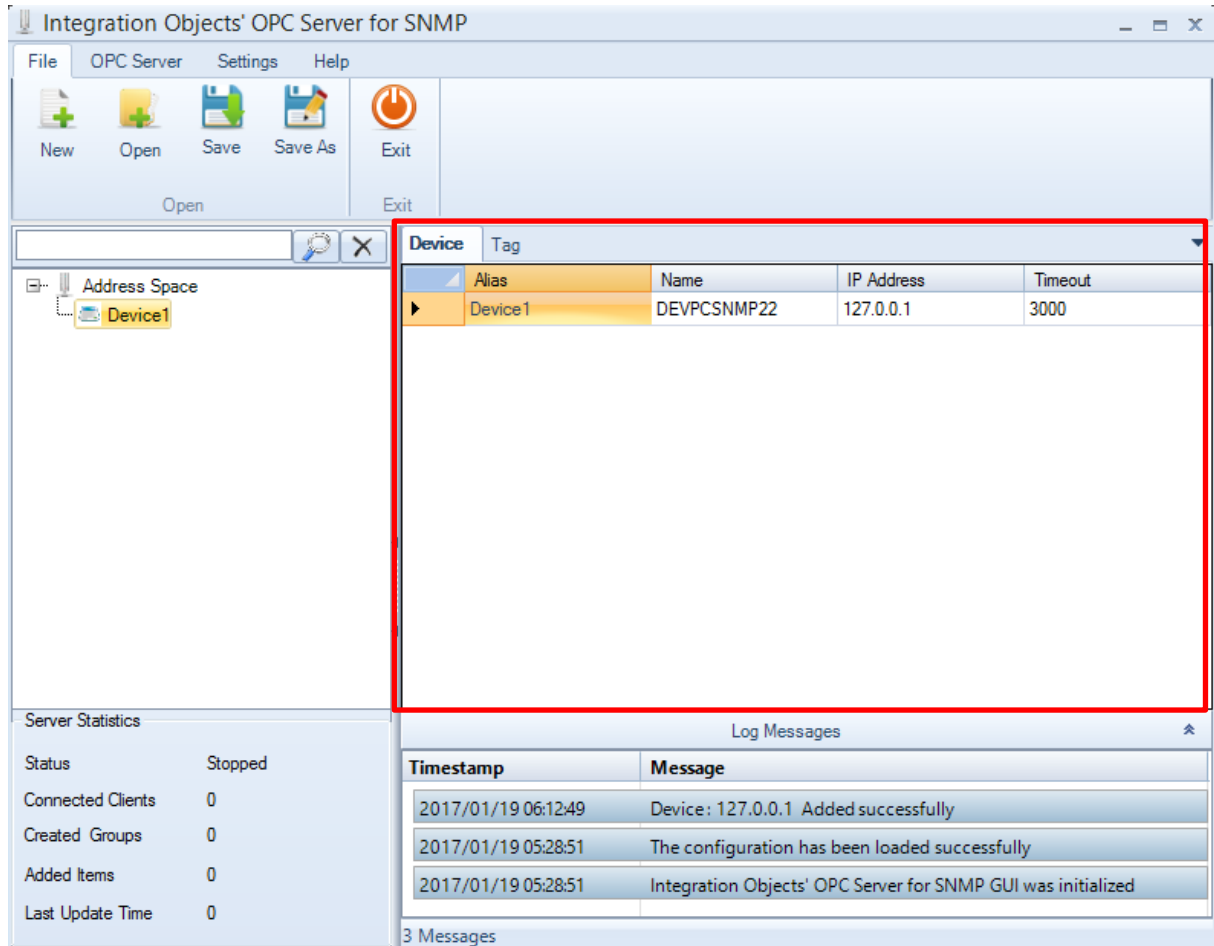 Integration Objects' OPC Server for SNMP
File OPC Server Settings Help
New Open Save Save As Exit
Open Exit
Device Tag
Address Space
Device1
Alias Name IP Address Timeout
Device1 DEVPCSNMP22 127.0.0.1 3000
Server Statistics
Status Stopped
Connected Clients 0
Created Groups 0
Added Items 0
Last Update Time 0
Log Messages
Timestamp Message
2017/01/19 06:12:49 Device : 127.0.0.1 Added successfully
2017/01/19 05:28:51 The configuration has been loaded successfully
2017/01/19 05:28:51 Integration Objects' OPC Server for SNMP GUI was initialized
3 Messages